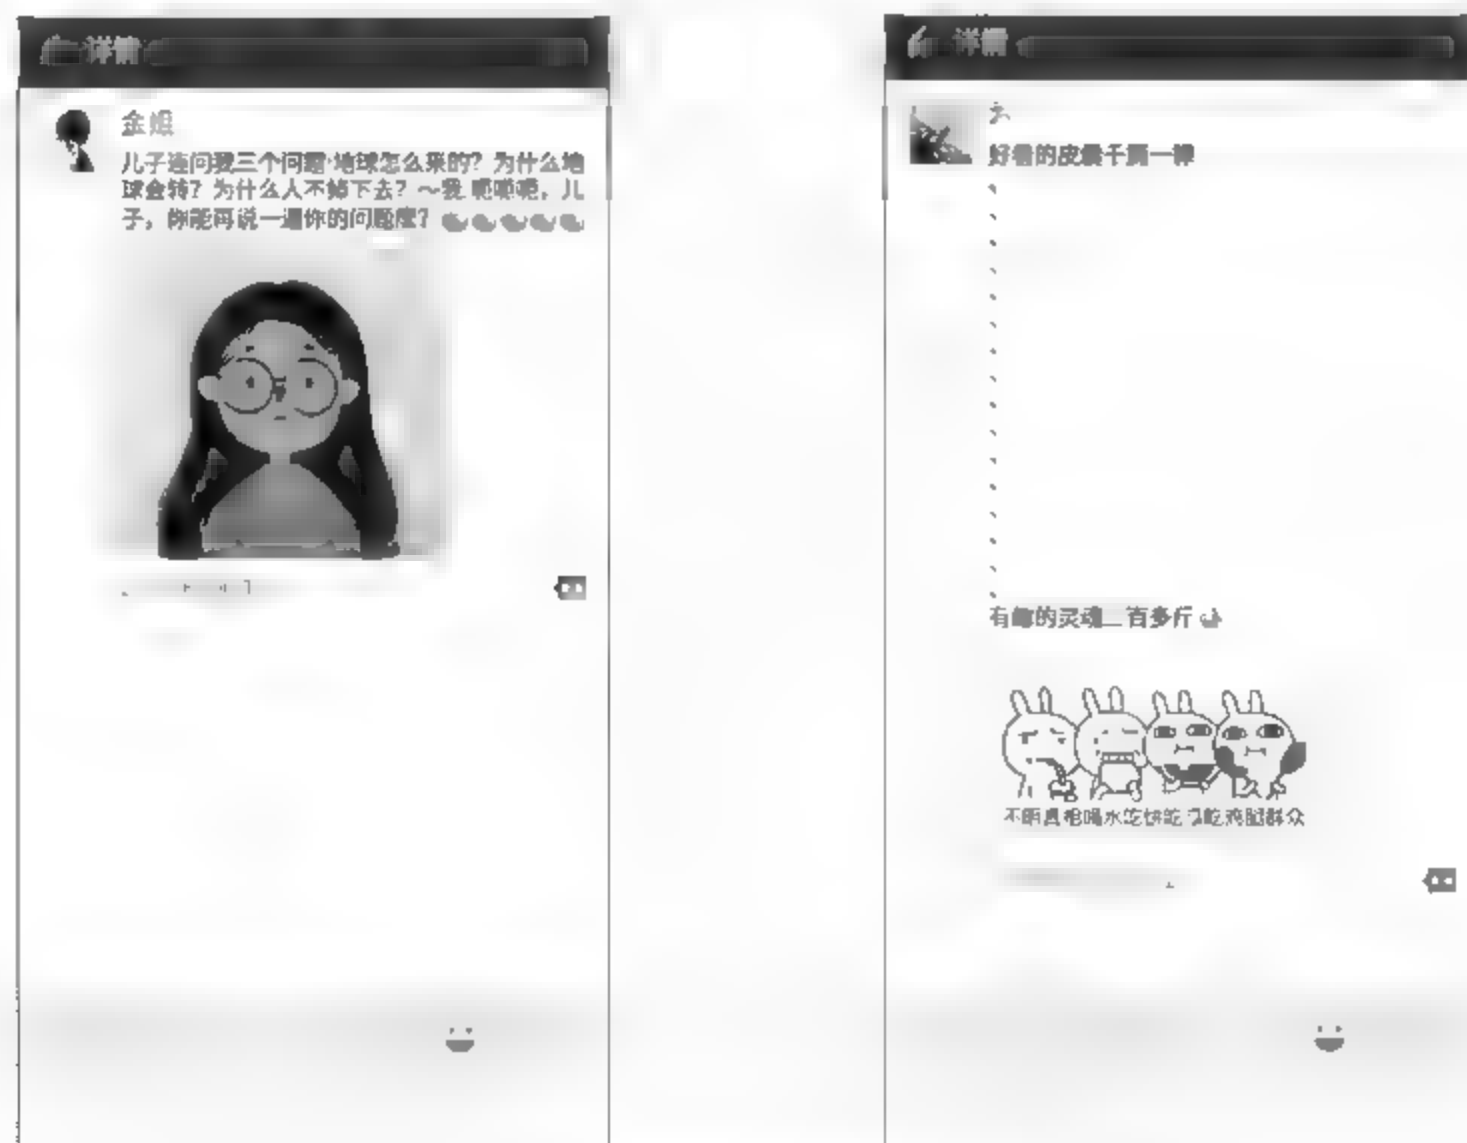 详情
金姐
儿子连问我三个问题:地球怎么来的？为什么地
球会转？为什么人不掉下去？～我 呃呃呃，儿
子，你能再说一遍你的问题度？
详情
好看的皮囊千篇一律
有趣的灵魂二百多斤
不明真相喝水吃饼吃瓜吃鸡腿群众